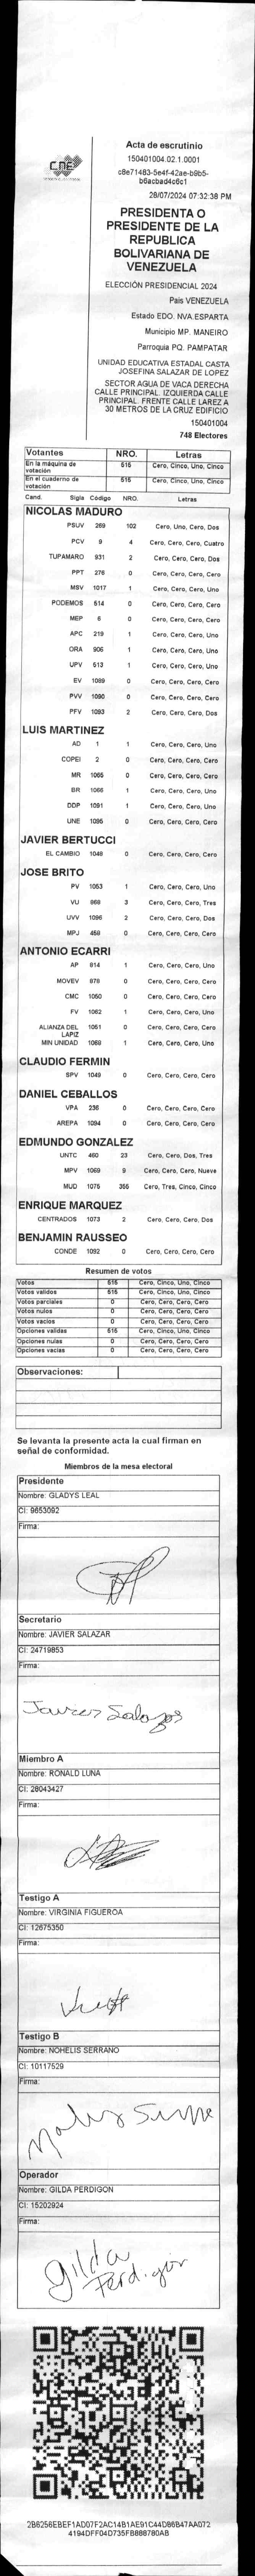 CNE
Acta de escrutinio
150401004.02.1.0001
c8e71483-5e4f-42ae-b9b5-
b6acbad4c6c1
28/07/2024 07:32:38 PM
PRESIDENTA O
PRESIDENTE DE LA
REPUBLICA
BOLIVARIANA DE
VENEZUELA
ELECCIÓN PRESIDENCIAL 2024
País VENEZUELA
Estado EDO. NVA.ESPARTA
Municipio MP. MANEIRO
Parroquia PQ. PAMPATAR
UNIDAD EDUCATIVA ESTADAL CASTA
JOSEFINA SALAZAR DE LOPEZ
SECTOR AGUA DE VACA DERECHA
CALLE PRINCIPAL. IZQUIERDA CALLE
PRINCIPAL. FRENTE CALLE LAREZ A
30 METROS DE LA CRUZ EDIFICIO
150401004
748 Electores
Votantes NRO. Letras
En la máquina de votación 515 Cero, Cinco, Uno, Cinco
En el cuaderno de votación 515 Cero, Cinco, Uno, Cinco
Cand. Sigla Código NRO. Letras
NICOLAS MADURO
PSUV 269 102 Cero, Uno, Cero, Dos
PCV 9 4 Cero, Cero, Cero, Cuatro
TUPAMARO 931 2 Cero, Cero, Cero, Dos
PPT 276 0 Cero, Cero, Cero, Cero
MSV 1017 1 Cero, Cero, Cero, Uno
PODEMOS 514 0 Cero, Cero, Cero, Cero
MEP 6 0 Cero, Cero, Cero, Cero
APC 219 1 Cero, Cero, Cero, Uno
ORA 906 1 Cero, Cero, Cero, Uno
UPV 513 1 Cero, Cero, Cero, Uno
EV 1089 0 Cero, Cero, Cero, Cero
PVV 1090 0 Cero, Cero, Cero, Cero
PFV 1093 2 Cero, Cero, Cero, Dos
LUIS MARTINEZ
AD 1 1 Cero, Cero, Cero, Uno
COPEI 2 0 Cero, Cero, Cero, Cero
MR 1065 0 Cero, Cero, Cero, Cero
BR 1066 1 Cero, Cero, Cero, Uno
DDP 1091 1 Cero, Cero, Cero, Uno
UNE 1095 0 Cero, Cero, Cero, Cero
JAVIER BERTUCCI
EL CAMBIO 1048 0 Cero, Cero, Cero, Cero
JOSE BRITO
PV 1053 1 Cero, Cero, Cero, Uno
VU 868 3 Cero, Cero, Cero, Tres
UVV 1096 2 Cero, Cero, Cero, Dos
MPJ 458 0 Cero, Cero, Cero, Cero
ANTONIO ECARRI
AP 914 1 Cero, Cero, Cero, Uno
MOVEV 978 0 Cero, Cero, Cero, Cero
CMC 1050 0 Cero, Cero, Cero, Cero
FV 1062 1 Cero, Cero, Cero, Uno
ALIANZA DEL LAPIZ 1051 0 Cero, Cero, Cero, Cero
MIN UNIDAD 1088 1 Cero, Cero, Cero, Uno
CLAUDIO FERMIN
SPV 1049 0 Cero, Cero, Cero, Cero
DANIEL CEBALLOS
VPA 236 0 Cero, Cero, Cero, Cero
AREPA 1094 0 Cero, Cero, Cero, Cero
EDMUNDO GONZALEZ
UNTC 460 23 Cero, Cero, Dos, Tres
MPV 1069 9 Cero, Cero, Cero, Nueve
MUD 1075 355 Cero, Tres, Cinco, Cinco
ENRIQUE MARQUEZ
CENTRADOS 1073 2 Cero, Cero, Cero, Dos
BENJAMIN RAUSSEO
CONDE 1092 0 Cero, Cero, Cero, Cero
Resumen de votos
Votos 515 Cero, Cinco, Uno, Cinco
Votos validos 515 Cero, Cinco, Uno, Cinco
Votos parciales 0 Cero, Cero, Cero, Cero
Votos nulos 0 Cero, Cero, Cero, Cero
Votos vacios 0 Cero, Cero, Cero, Cero
Opciones validas 515 Cero, Cinco, Uno, Cinco
Opciones nulas 0 Cero, Cero, Cero, Cero
Opciones vacias 0 Cero, Cero, Cero, Cero
Observaciones:
Se levanta la presente acta la cual firman en
señal de conformidad.
Miembros de la mesa electoral
Presidente
Nombre: GLADYS LEAL
CI: 9653092
Firma:
Secretario
Nombre: JAVIER SALAZAR
CI: 24719853
Firma:
Javier Salazar
Miembro A
Nombre: RONALD LUNA
CI: 28043427
Firma:
Testigo A
Nombre: VIRGINIA FIGUEROA
CI: 12675350
Firma:
Testigo B
Nombre: NOHELIS SERRANO
CI: 10117529
Firma:
Operador
Nombre: GILDA PERDIGON
CI: 15202924
Firma:
Gilda
Perdigón
2B6256EBEF1AD07F2AC14B1AE91C44D86B47AA072
4194DFF04D735FB888780AB